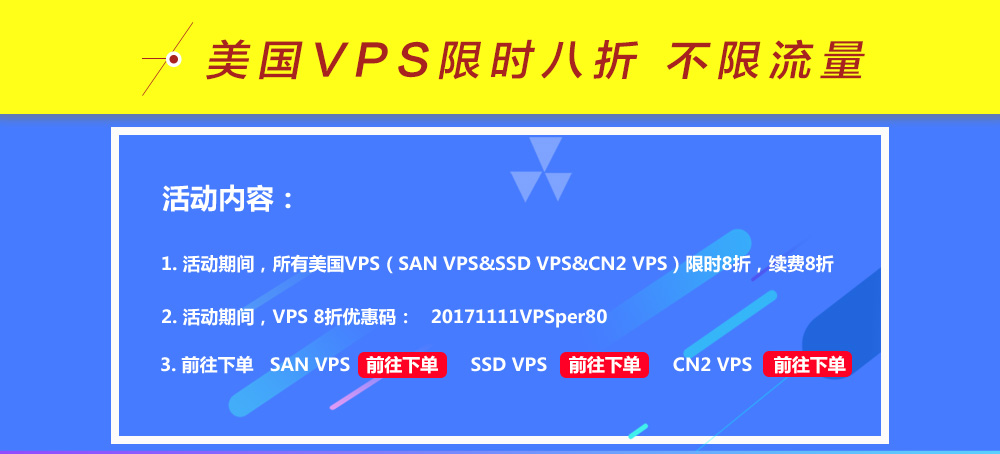 美国VPS限时八折 不限流量
活动内容：
1. 活动期间，所有美国VPS（SAN VPS&SSD VPS&CN2 VPS）限时8折，续费8折
2. 活动期间，VPS 8折优惠码： 20171111VPSper80
3. 前往下单 SAN VPS 前往下单 SSD VPS 前往下单 CN2 VPS 前往下单